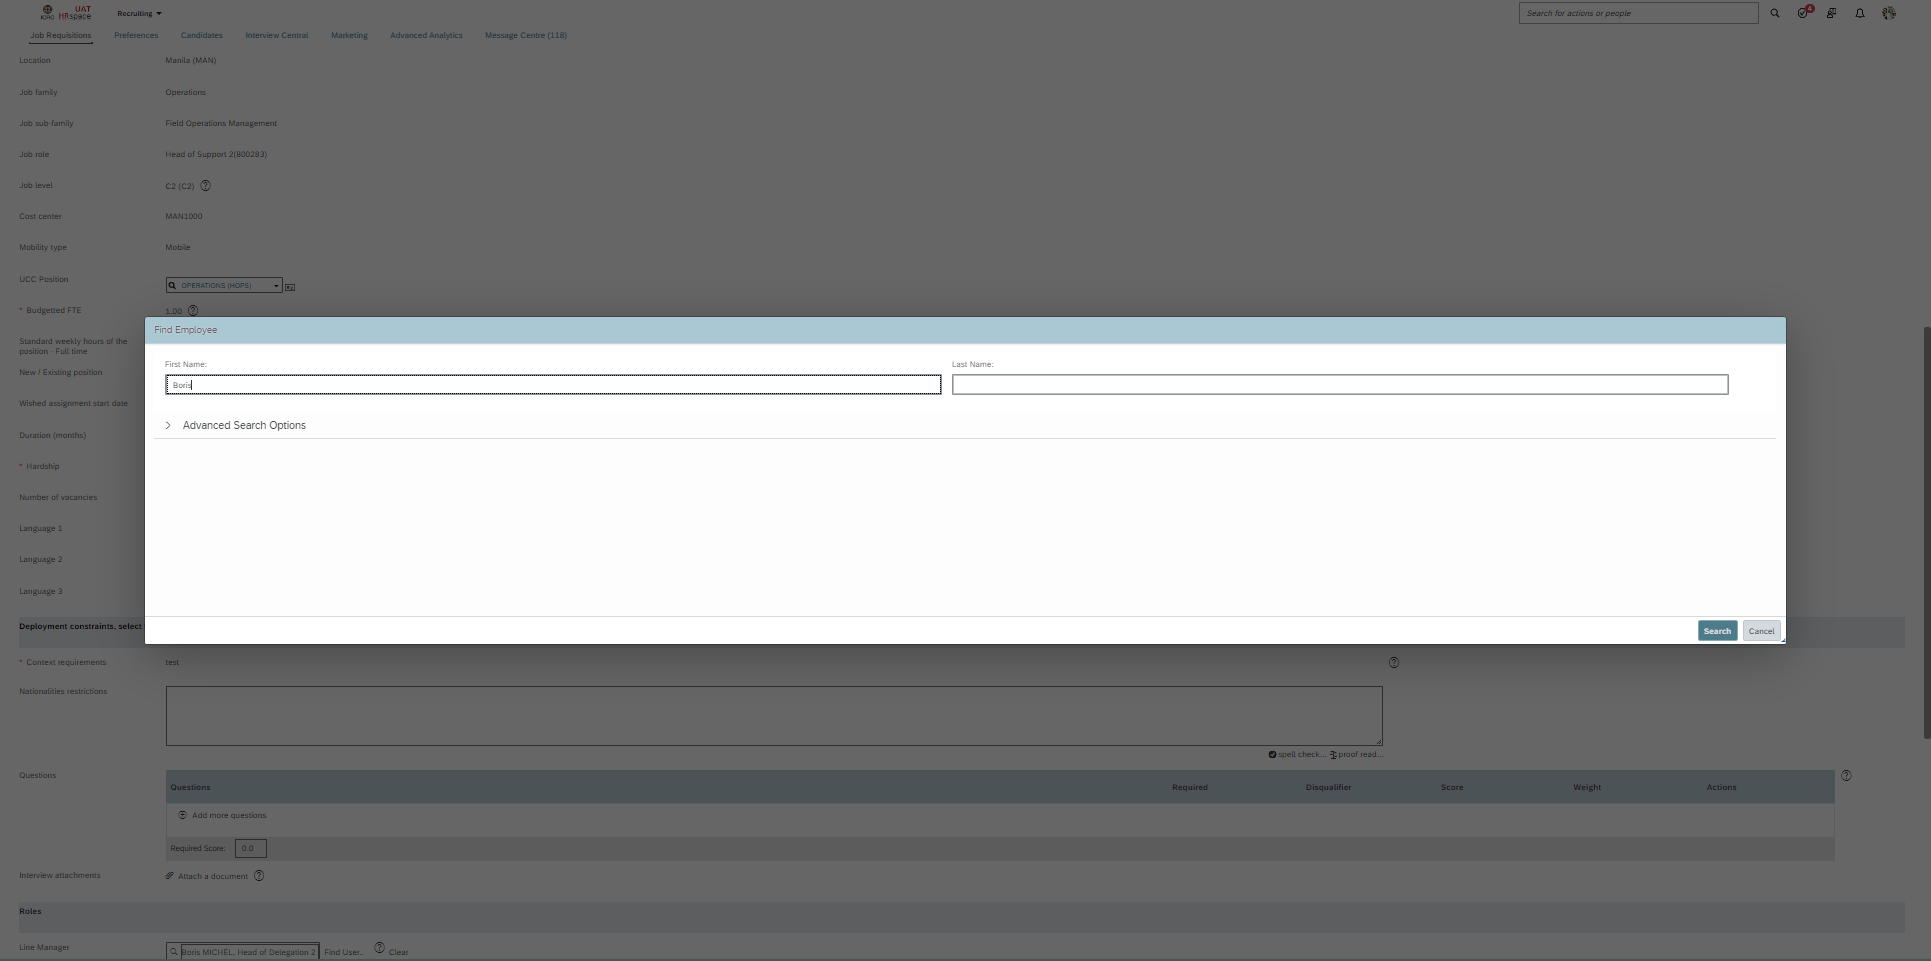 UAT
ICRC HRspace
Recruiting
Search for actions or people
4
Job Requisitions Preferences Candidates Interview Central Marketing Advanced Analytics Message Centre (118)
Location Manila (MAN)
Job family Operations
Job sub-family Field Operations Management
Job role Head of Support 2(800283)
Job level C2 (C2)
Cost center MAN1000
Mobility type Mobile
UCC Position OPERATIONS (HOPS)
* Budgetted FTE 1.00
Find Employee
Standard weekly hours of the
position - Full time
First Name: Last Name:
New / Existing position
Boris
Wished assignment start date
Advanced Search Options
Duration (months)
* Hardship
Number of vacancies
Language 1
Language 2
Language 3
Deployment constraints, select
Search Cancel
* Context requirements test
Nationalities restrictions
spell check... proof read...
Questions
Questions Required Disqualifier Score Weight Actions
Add more questions
Required Score: 0.0
Interview attachments Attach a document
Roles
Line Manager Boris MICHEL, Head of Delegation 2 Find User... Clear